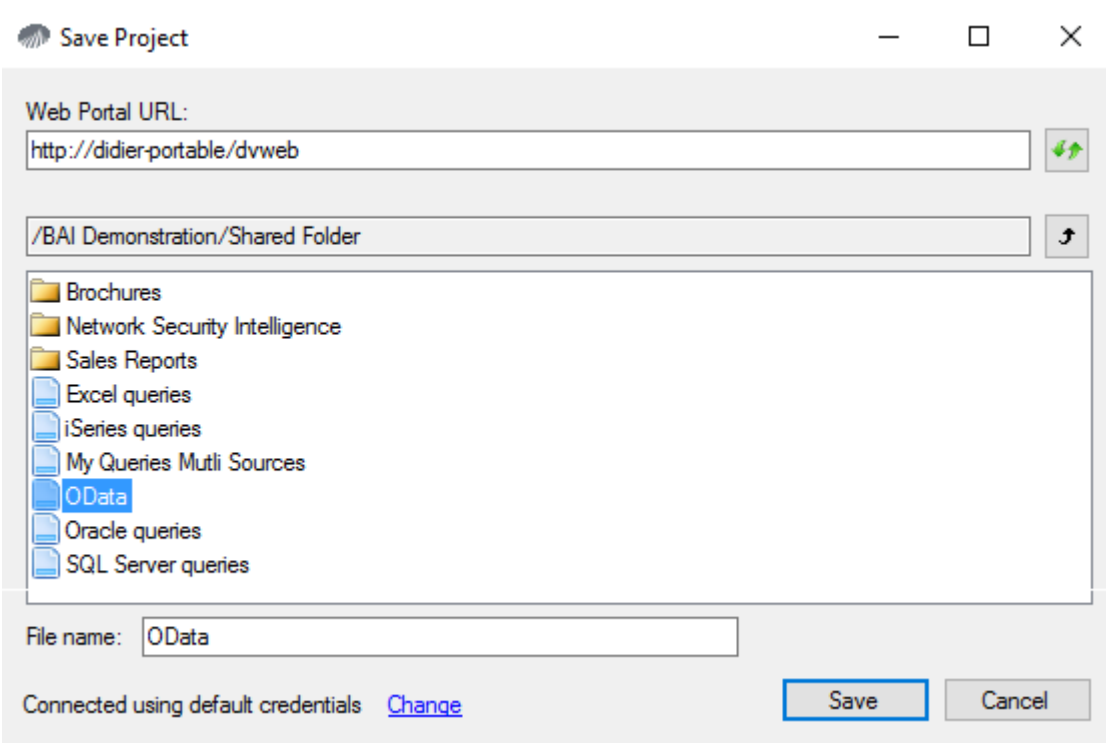 Save Project
Web Portal URL:
http://didier-portable/dvweb
/BAI Demonstration/Shared Folder
Brochures
Network Security Intelligence
Sales Reports
Excel queries
iSeries queries
My Queries Mutli Sources
OData
Oracle queries
SQL Server queries
File name: OData
Connected using default credentials Change Save Cancel